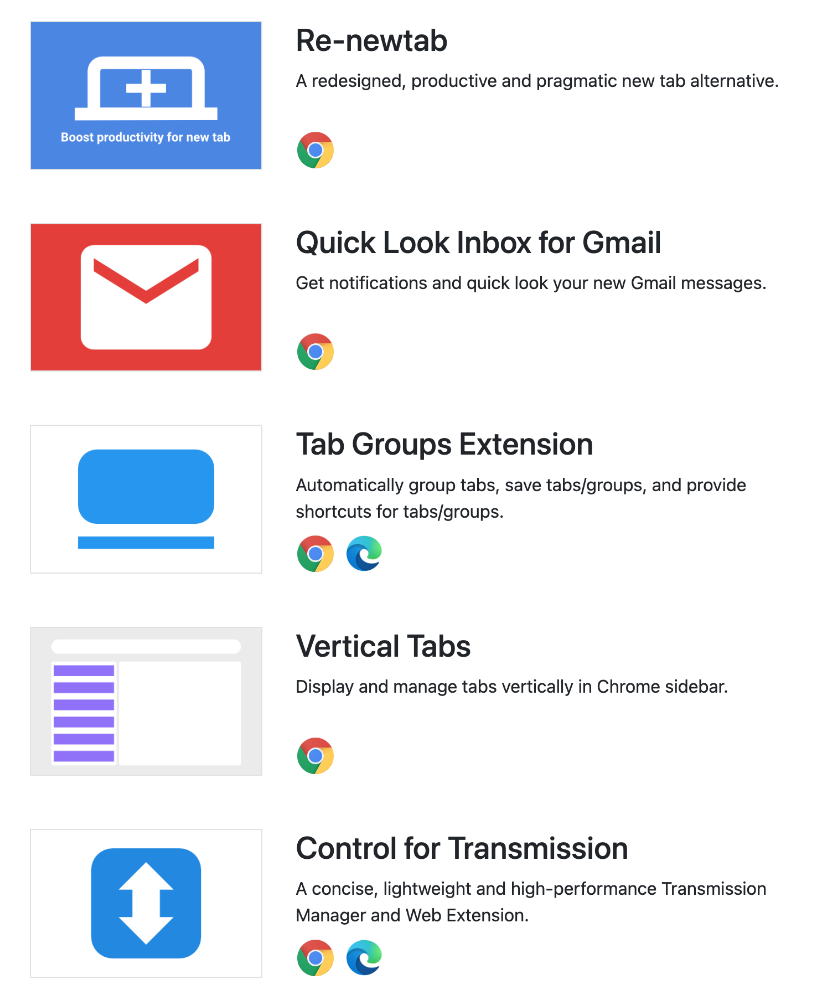 Boost productivity for new tab
Re-newtab
A redesigned, productive and pragmatic new tab alternative.
Quick Look Inbox for Gmail
Get notifications and quick look your new Gmail messages.
Tab Groups Extension
Automatically group tabs, save tabs/groups, and provide
shortcuts for tabs/groups.
Vertical Tabs
Display and manage tabs vertically in Chrome sidebar.
Control for Transmission
A concise, lightweight and high-performance Transmission
Manager and Web Extension.